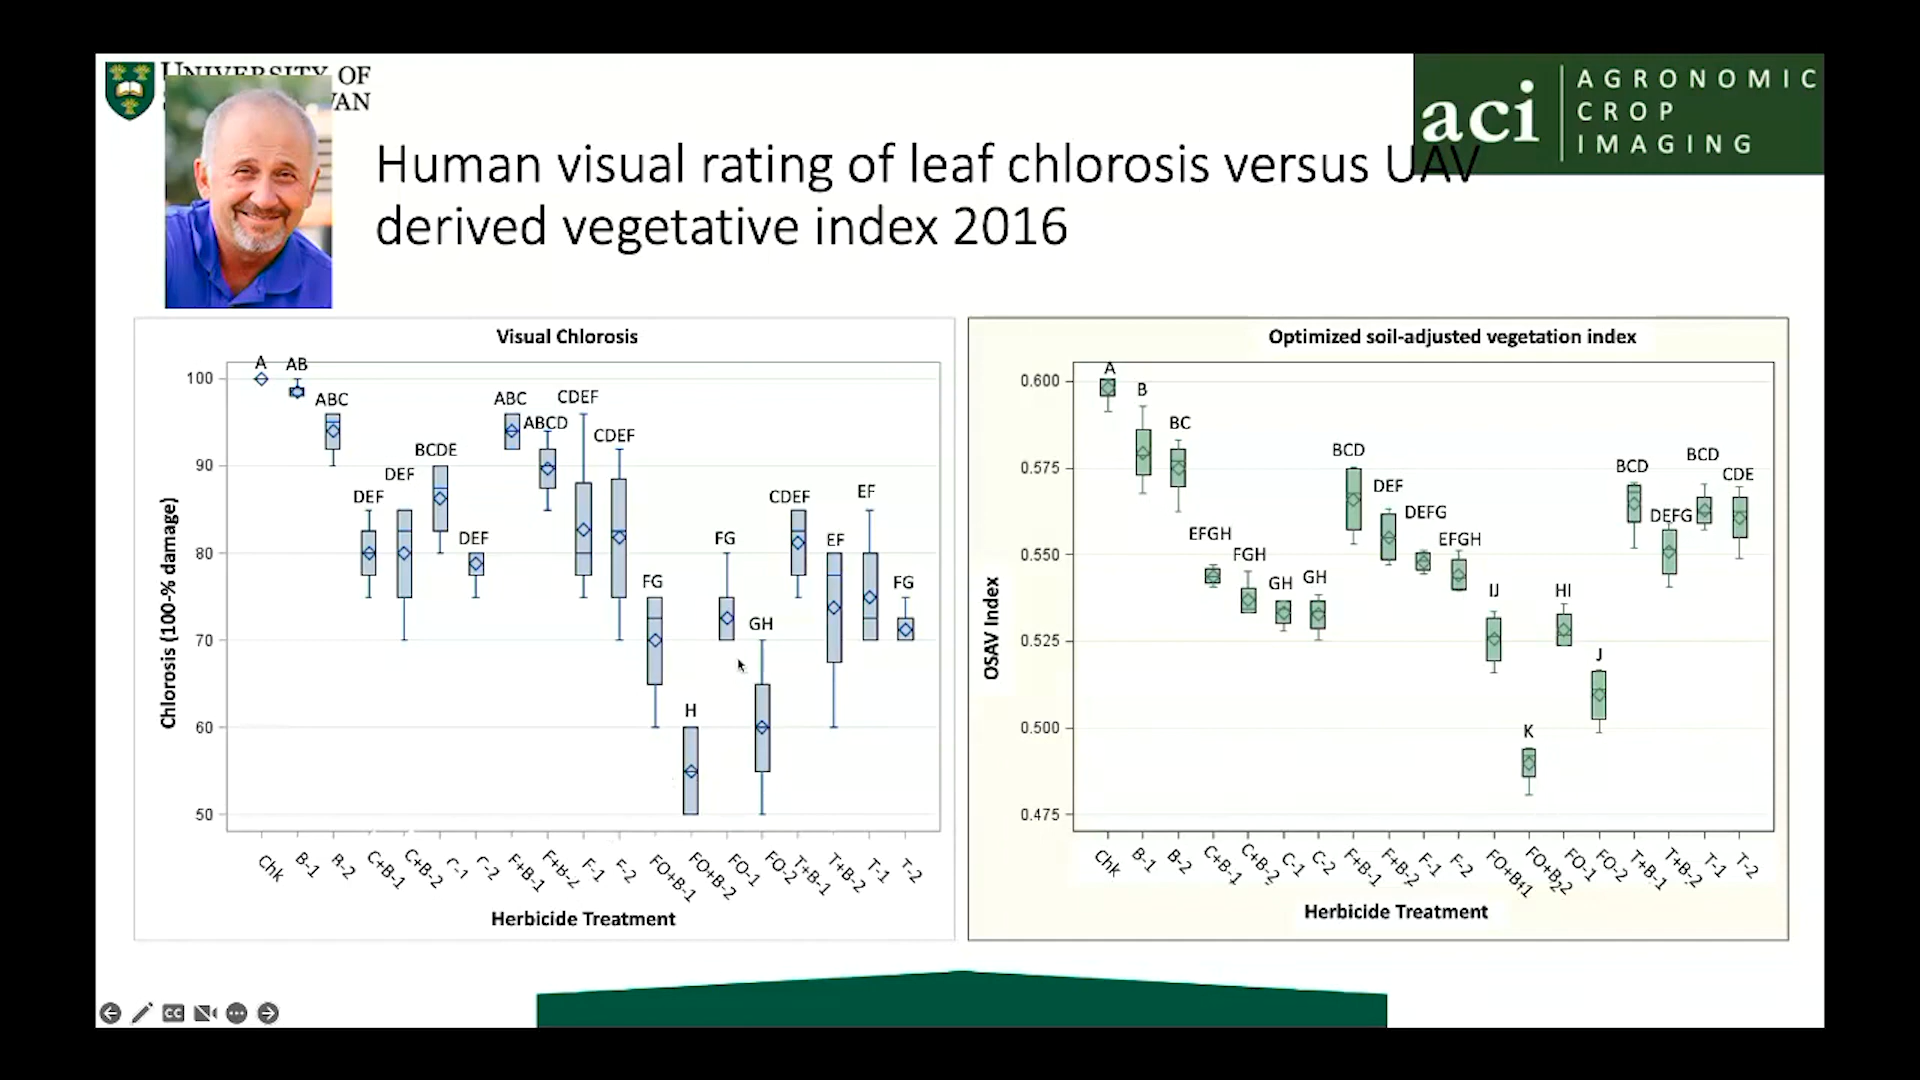 UNIVERSITY OF
VAN
aci
AGRONOMIC
CROP
IMAGING
Human visual rating of leaf chlorosis versus UAV
derived vegetative index 2016
Visual Chlorosis
Chlorosis (100-% damage)
100
90
80
70
60
50
A
AB
ABC
DEF
DEF
BCDE
DEF
ABC
ABCD
CDEF
CDEF
FG
H
FG
GH
CDEF
EF
EF
FG
Chk
B-1
B-2
C+B-1
C+B-2
C-1
C-2
F+B-1
F+B-2
F-1
F-2
FO+B-1
FO+B-2
FO-1
FO-2
T+B-1
T+B-2
T-1
T-2
Herbicide Treatment
Optimized soil-adjusted vegetation index
OSAV Index
0.600
0.575
0.550
0.525
0.500
0.475
A
B
BC
EFGH
FGH
GH
GH
BCD
DEF
DEFG
EFGH
IJ
K
HI
J
BCD
DEFG
BCD
CDE
Chk
B-1
B-2
C+B-1
C+B-2
C-1
C-2
F+B-1
F+B-2
F-1
F-2
FO-1
FO-2
T+B-1
T+B-2
T-1
T-2
Herbicide Treatment
CC